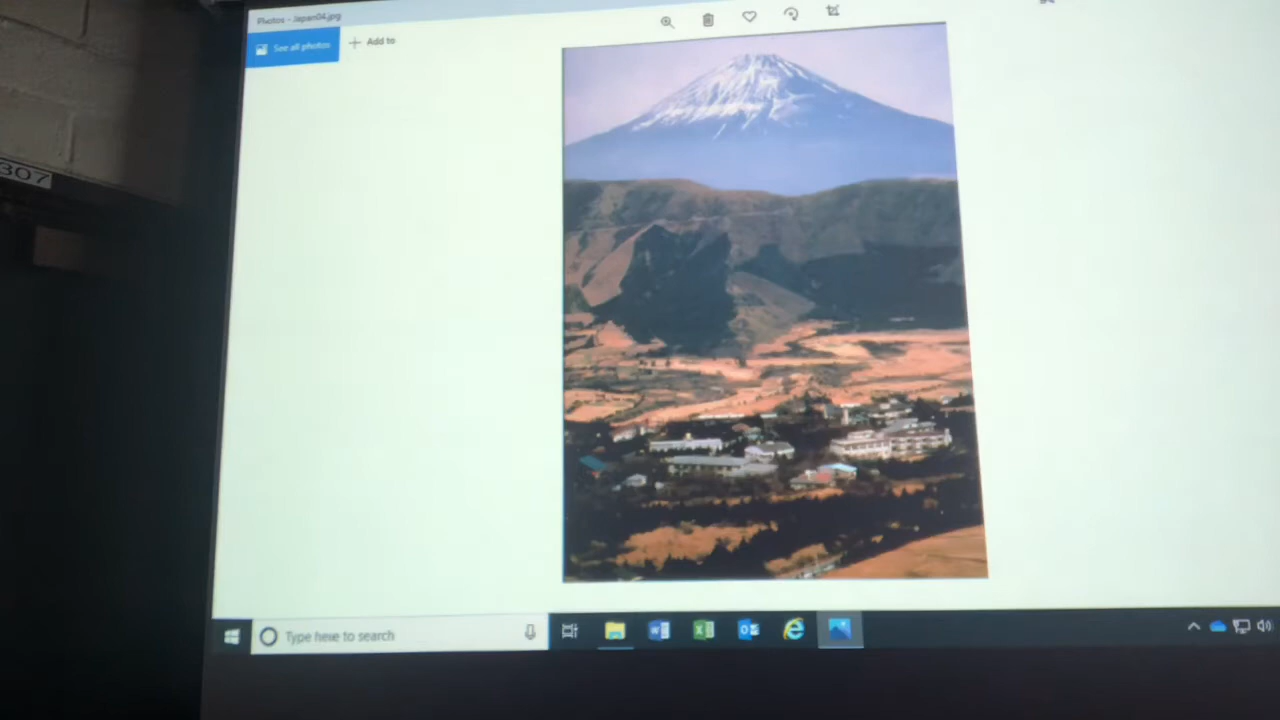 Photos - Japan04.jpg
See all photos
Add to
307
Type here to search